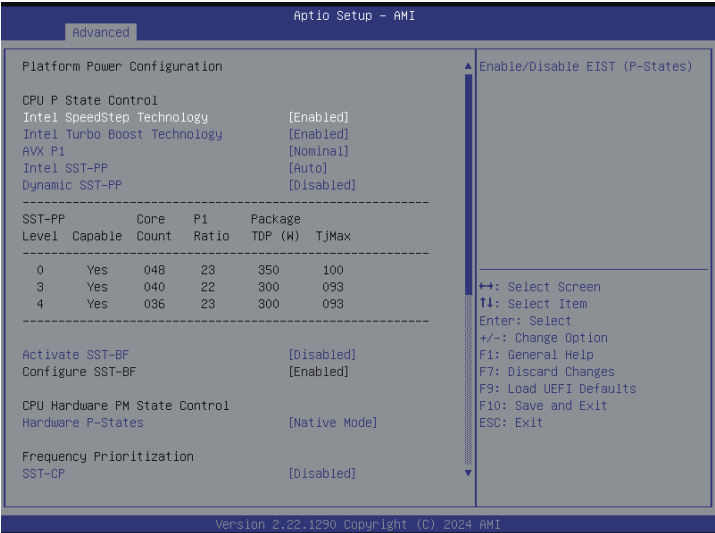 Aptio Setup – AMI
Advanced
Platform Power Configuration
CPU P State Control
Intel SpeedStep Technology [Enabled]
Intel Turbo Boost Technology [Enabled]
AVX P1 [Nominal]
Intel SST-PP [Auto]
Dynamic SST-PP [Disabled]
SST-PP Core P1 Package
Level Capable Count Ratio TDP (W) TjMax
0 Yes 048 23 350 100
3 Yes 040 22 300 093
4 Yes 036 23 300 093
Activate SST-BF [Disabled]
Configure SST-BF [Enabled]
CPU Hardware PM State Control
Hardware P-States [Native Mode]
Frequency Prioritization
SST-CP [Disabled]
Enable/Disable EIST (P-States)
↔: Select Screen
↑↓: Select Item
Enter: Select
+/-: Change Option
F1: General Help
F7: Discard Changes
F9: Load UEFI Defaults
F10: Save and Exit
ESC: Exit
Version 2.22.1290 Copyright (C) 2024 AMI